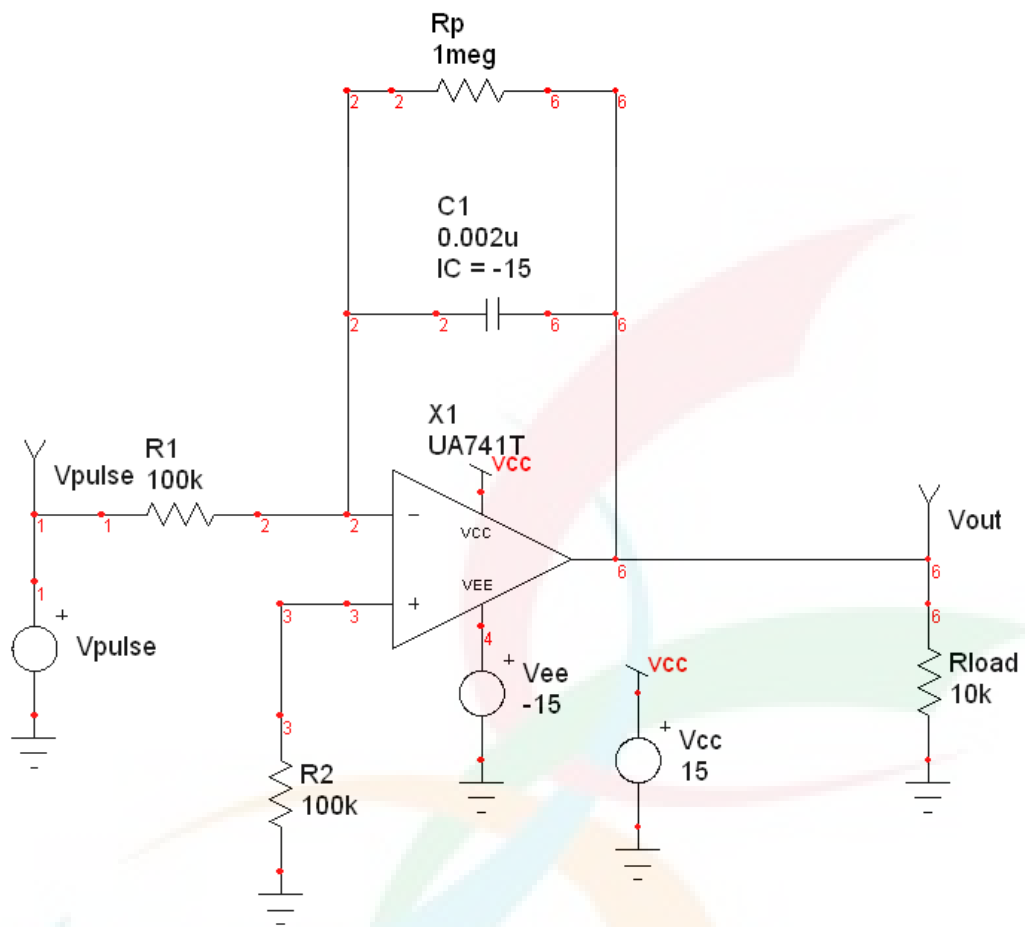 Rp
1meg
2 2 6 6
C1
0.002u
IC = -15
2 2 6 6
X1
UA741T
VCC
R1
100k
Vpulse
1 1 2 2
−
VCC
VEE
+
6
Vout
6
1
+
Vpulse
3 3
4
+
Vee
-15
VCC
+
Vcc
15
6
Rload
10k
3
R2
100k